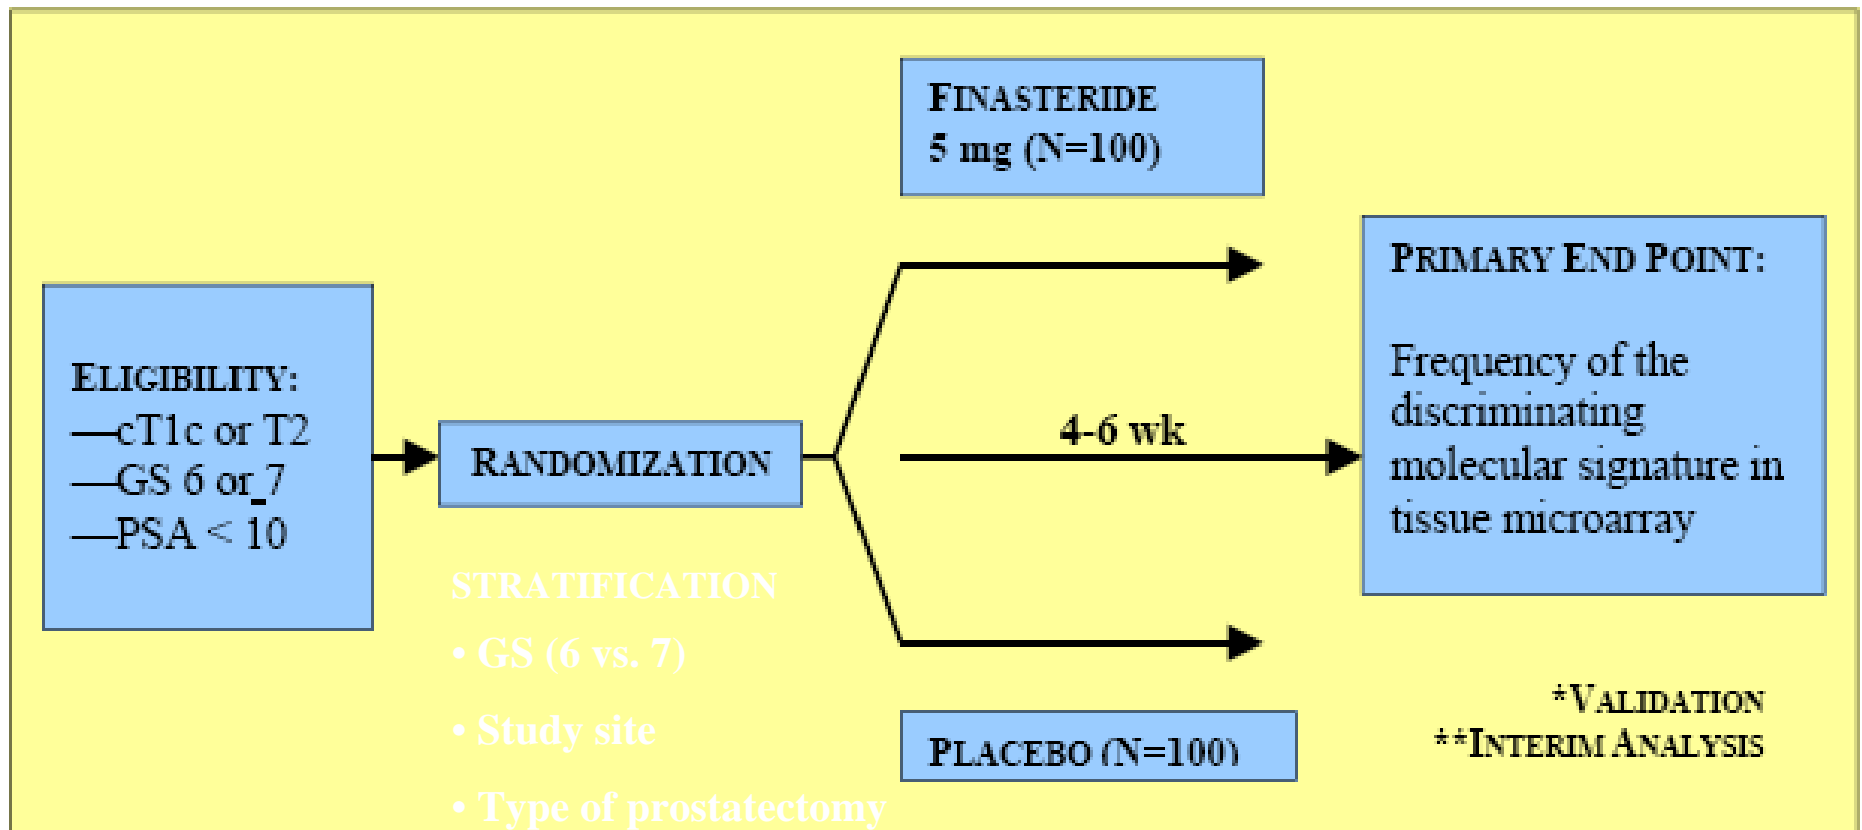 ELIGIBILITY:
—cT1c or T2
—GS 6 or 7
—PSA < 10
RANDOMIZATION
STRATIFICATION
• GS (6 vs. 7)
• Study site
• Type of prostatectomy
FINASTERIDE
5 mg (N=100)
4-6 wk
PLACEBO (N=100)
PRIMARY END POINT:
Frequency of the
discriminating
molecular signature in
tissue microarray
*VALIDATION
**INTERIM ANALYSIS